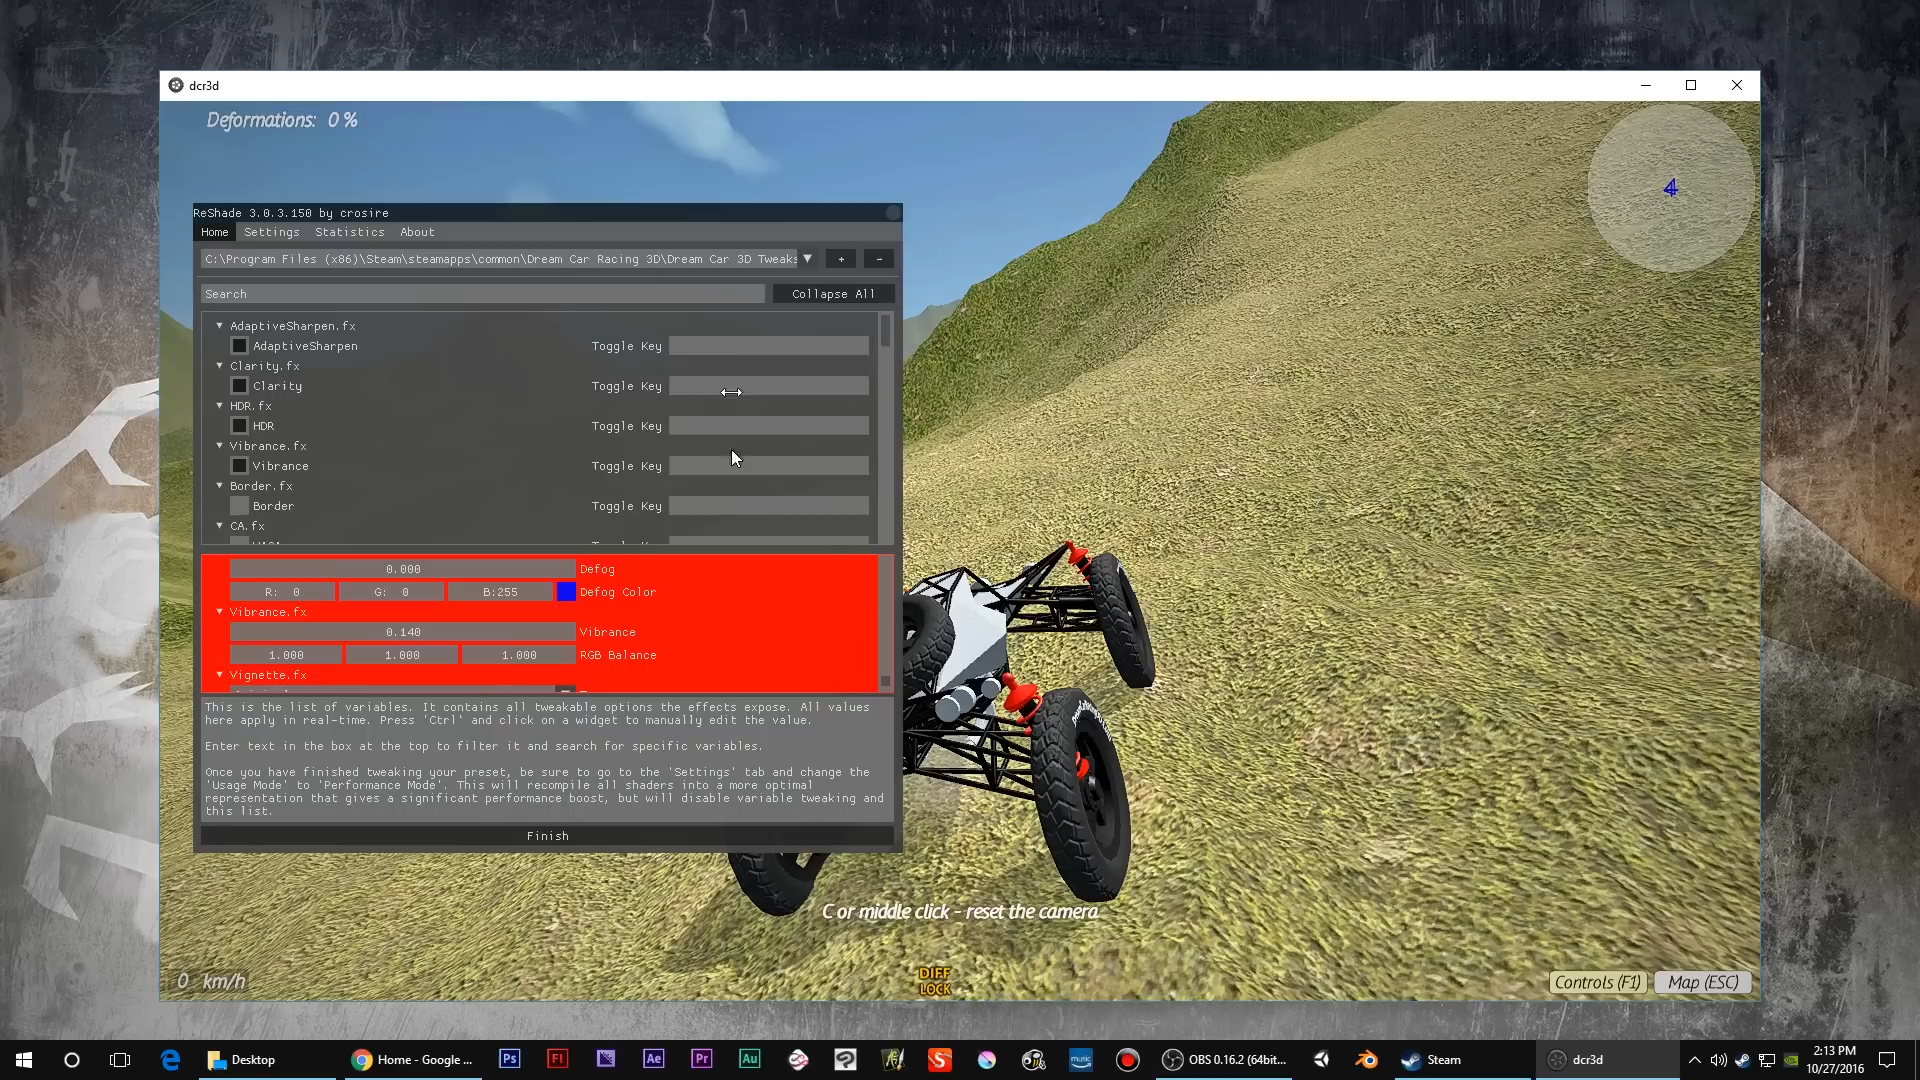 dcr3d
Deformations: 0 %
ReShade 3.0.3.150 by crosire
Home Settings Statistics About
C:\Program Files (x86)\Steam\steamapps\common\Dream Car Racing 3D\Dream Car 3D Tweaks
+ -
Search
Collapse All
AdaptiveSharpen.fx
AdaptiveSharpen Toggle Key
Clarity.fx
Clarity Toggle Key
HDR.fx
HDR Toggle Key
Vibrance.fx
Vibrance Toggle Key
Border.fx
Border Toggle Key
CA.fx
0.000 Defog
R: 0 G: 0 B:255 Defog Color
Vibrance.fx
0.140 Vibrance
1.000 1.000 1.000 RGB Balance
Vignette.fx
This is the list of variables. It contains all tweakable options the effects expose. All values
here apply in real-time. Press 'Ctrl' and click on a widget to manually edit the value.
Enter text in the box at the top to filter it and search for specific variables.
Once you have finished tweaking your preset, be sure to go to the 'Settings' tab and change the
'Usage Mode' to 'Performance Mode'. This will recompile all shaders into a more optimal
representation that gives a significant performance boost, but will disable variable tweaking and
this list.
Finish
C or middle click - reset the camera
0 km/h
DIFF
LOCK
Controls (F1) Map (ESC)
Desktop
Home - Google ...
Ps
Fl
Ae
Pr
Au
music
OBS 0.16.2 (64bit...
Steam
dcr3d
2:13 PM
10/27/2016